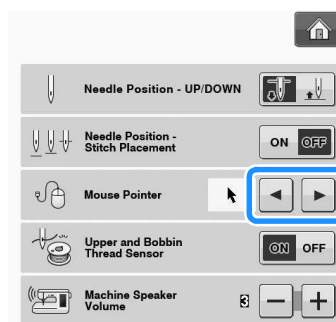 Needle Position - UP/DOWN
Needle Position -
Stitch Placement
ON OFF
Mouse Pointer
Upper and Bobbin
Thread Sensor
ON OFF
Machine Speaker
Volume
3